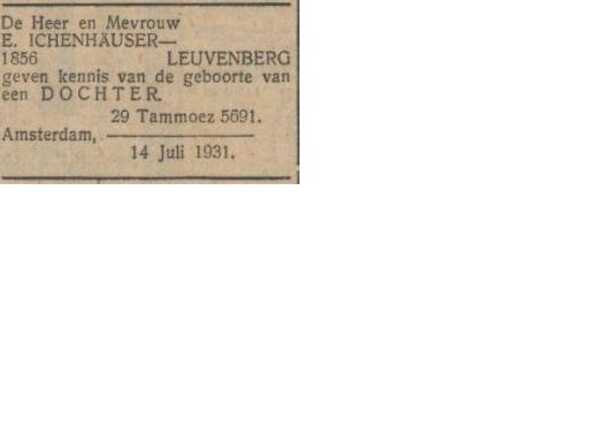 De Heer en Mevrouw
E. ICHENHÄUSER—
1856 LEUVENBERG
geven kennis van de geboorte van
een DOCHTER.
29 Tammoez 5691.
Amsterdam,
14 Juli 1931.